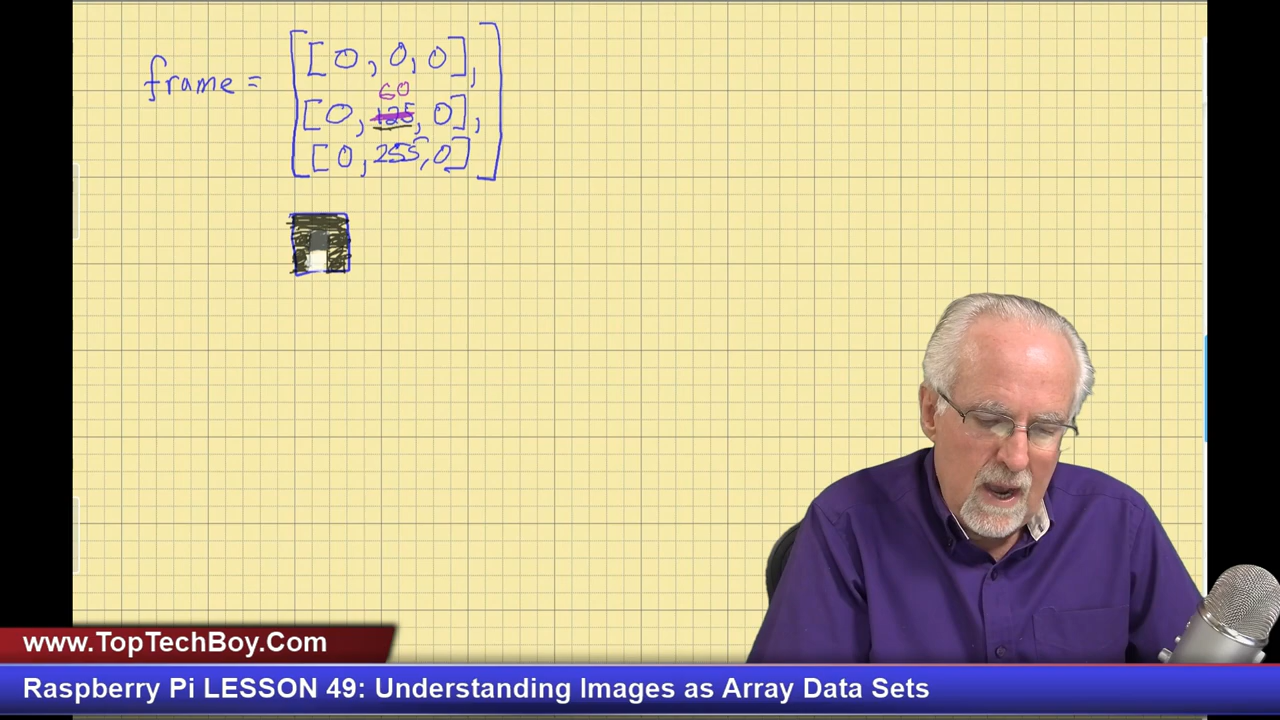 [[0, 0, 0],
60
frame =
[0, 125, 0],
[0, 255, 0]]
www.TopTechBoy.Com
Raspberry Pi LESSON 49: Understanding Images as Array Data Sets